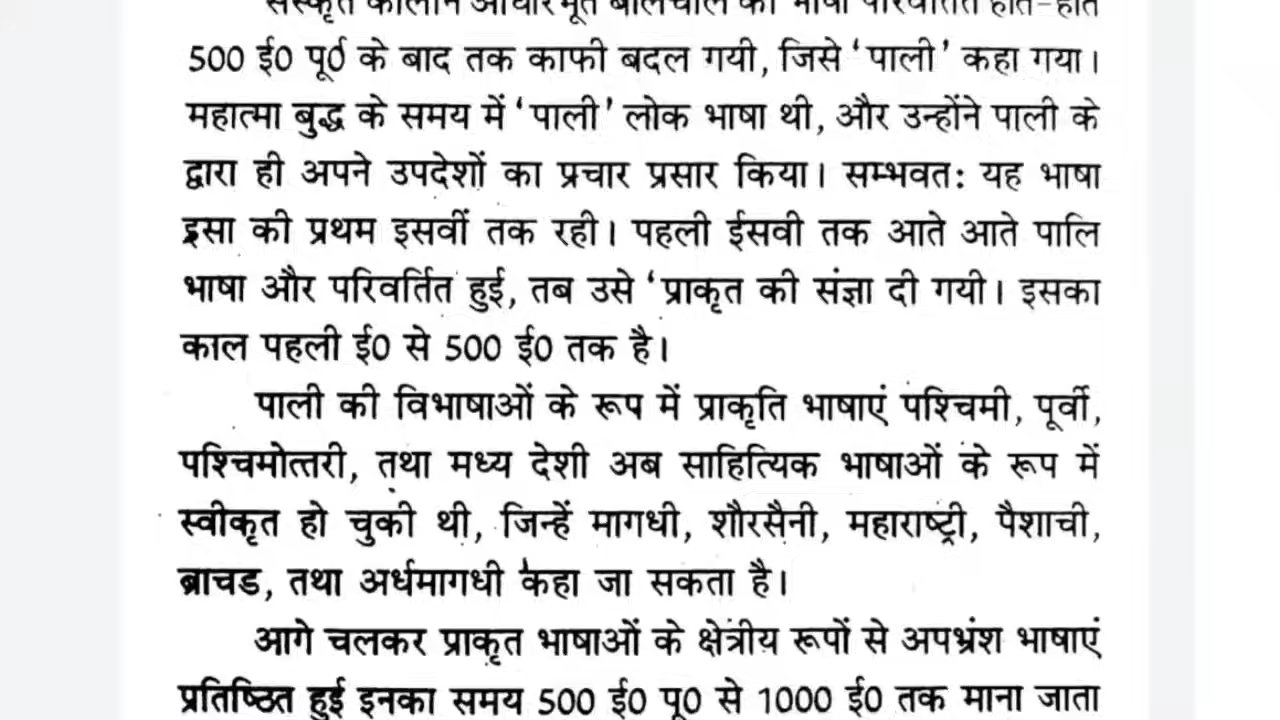 संस्कृत कालीन आधारभूत बोलचाल की भाषा परिवर्तित होते-होते
500 ई0 पू0 के बाद तक काफी बदल गयी, जिसे ‘पाली’ कहा गया।
महात्मा बुद्ध के समय में ‘पाली’ लोक भाषा थी, और उन्होंने पाली के
द्वारा ही अपने उपदेशों का प्रचार प्रसार किया। सम्भवतः यह भाषा
इसा की प्रथम इसवीं तक रही। पहली ईसवी तक आते आते पालि
भाषा और परिवर्तित हुई, तब उसे ‘प्राकृत की संज्ञा दी गयी। इसका
काल पहली ई0 से 500 ई0 तक है।
पाली की विभाषाओं के रूप में प्राकृति भाषाएं पश्चिमी, पूर्वी,
पश्चिमोत्तरी, तथा मध्य देशी अब साहित्यिक भाषाओं के रूप में
स्वीकृत हो चुकी थी, जिन्हें मागधी, शौरसैनी, महाराष्ट्री, पैशाची,
ब्राचड, तथा अर्धमागधी कहा जा सकता है।
आगे चलकर प्राकृत भाषाओं के क्षेत्रीय रूपों से अपभ्रंश भाषाएं
प्रतिष्ठित हुई इनका समय 500 ई0 पू0 से 1000 ई0 तक माना जाता